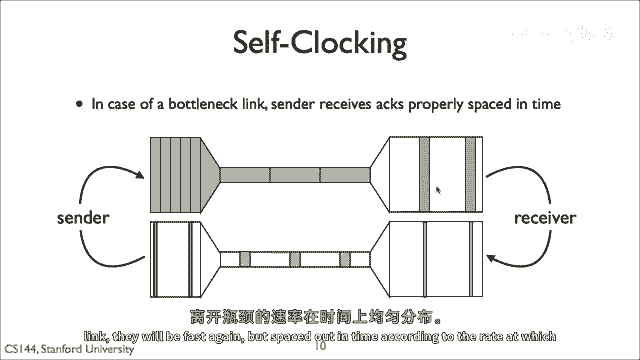 Self-Clocking
• In case of a bottleneck link, sender receives acks properly spaced in time
sender
receiver
离开瓶颈的速率在时间上均匀分布。
link, they will be fast again, but spaced out in time according to the rate at which
CS144, Stanford University
10